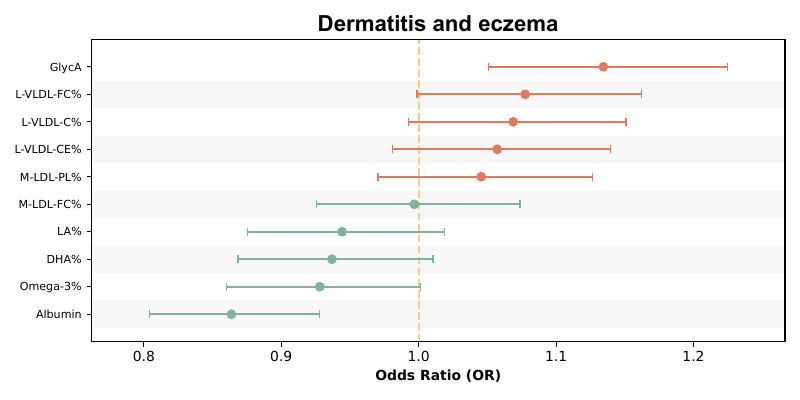 Dermatitis and eczema
GlycA
L-VLDL-FC%
L-VLDL-C%
L-VLDL-CE%
M-LDL-PL%
M-LDL-FC%
LA%
DHA%
Omega-3%
Albumin
0.8 0.9 1.0 1.1 1.2
Odds Ratio (OR)